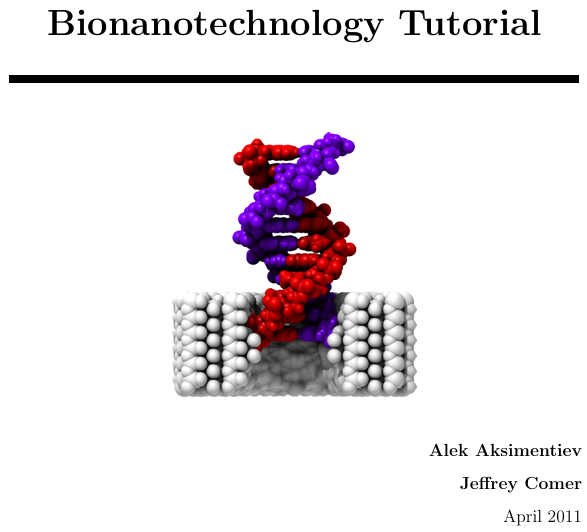 Bionanotechnology Tutorial
Alek Aksimentiev
Jeffrey Comer
April 2011